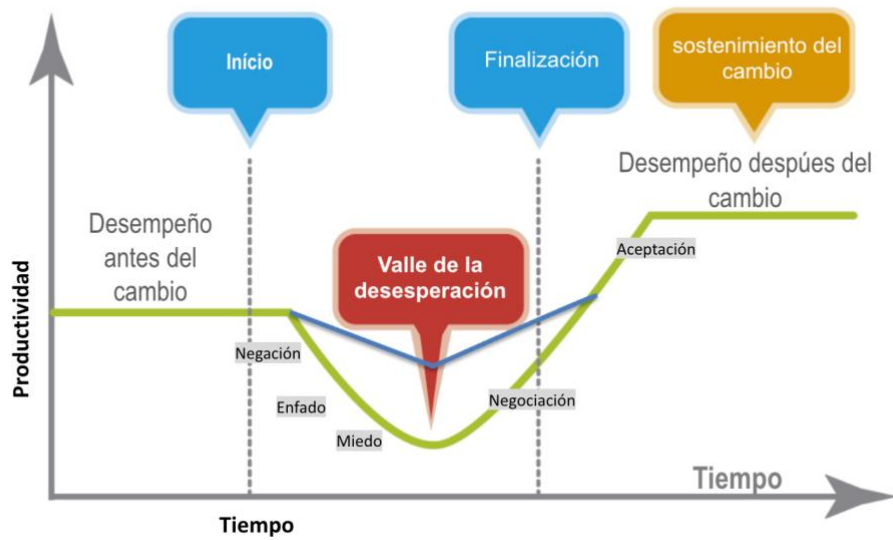 Início
Finalización
sostenimiento del
cambio
Desempeño despúes del
cambio
Desempeño
antes del
cambio
Valle de la
desesperación
Aceptación
Negación
Enfado
Miedo
Negociación
Productividad
Tiempo
Tiempo